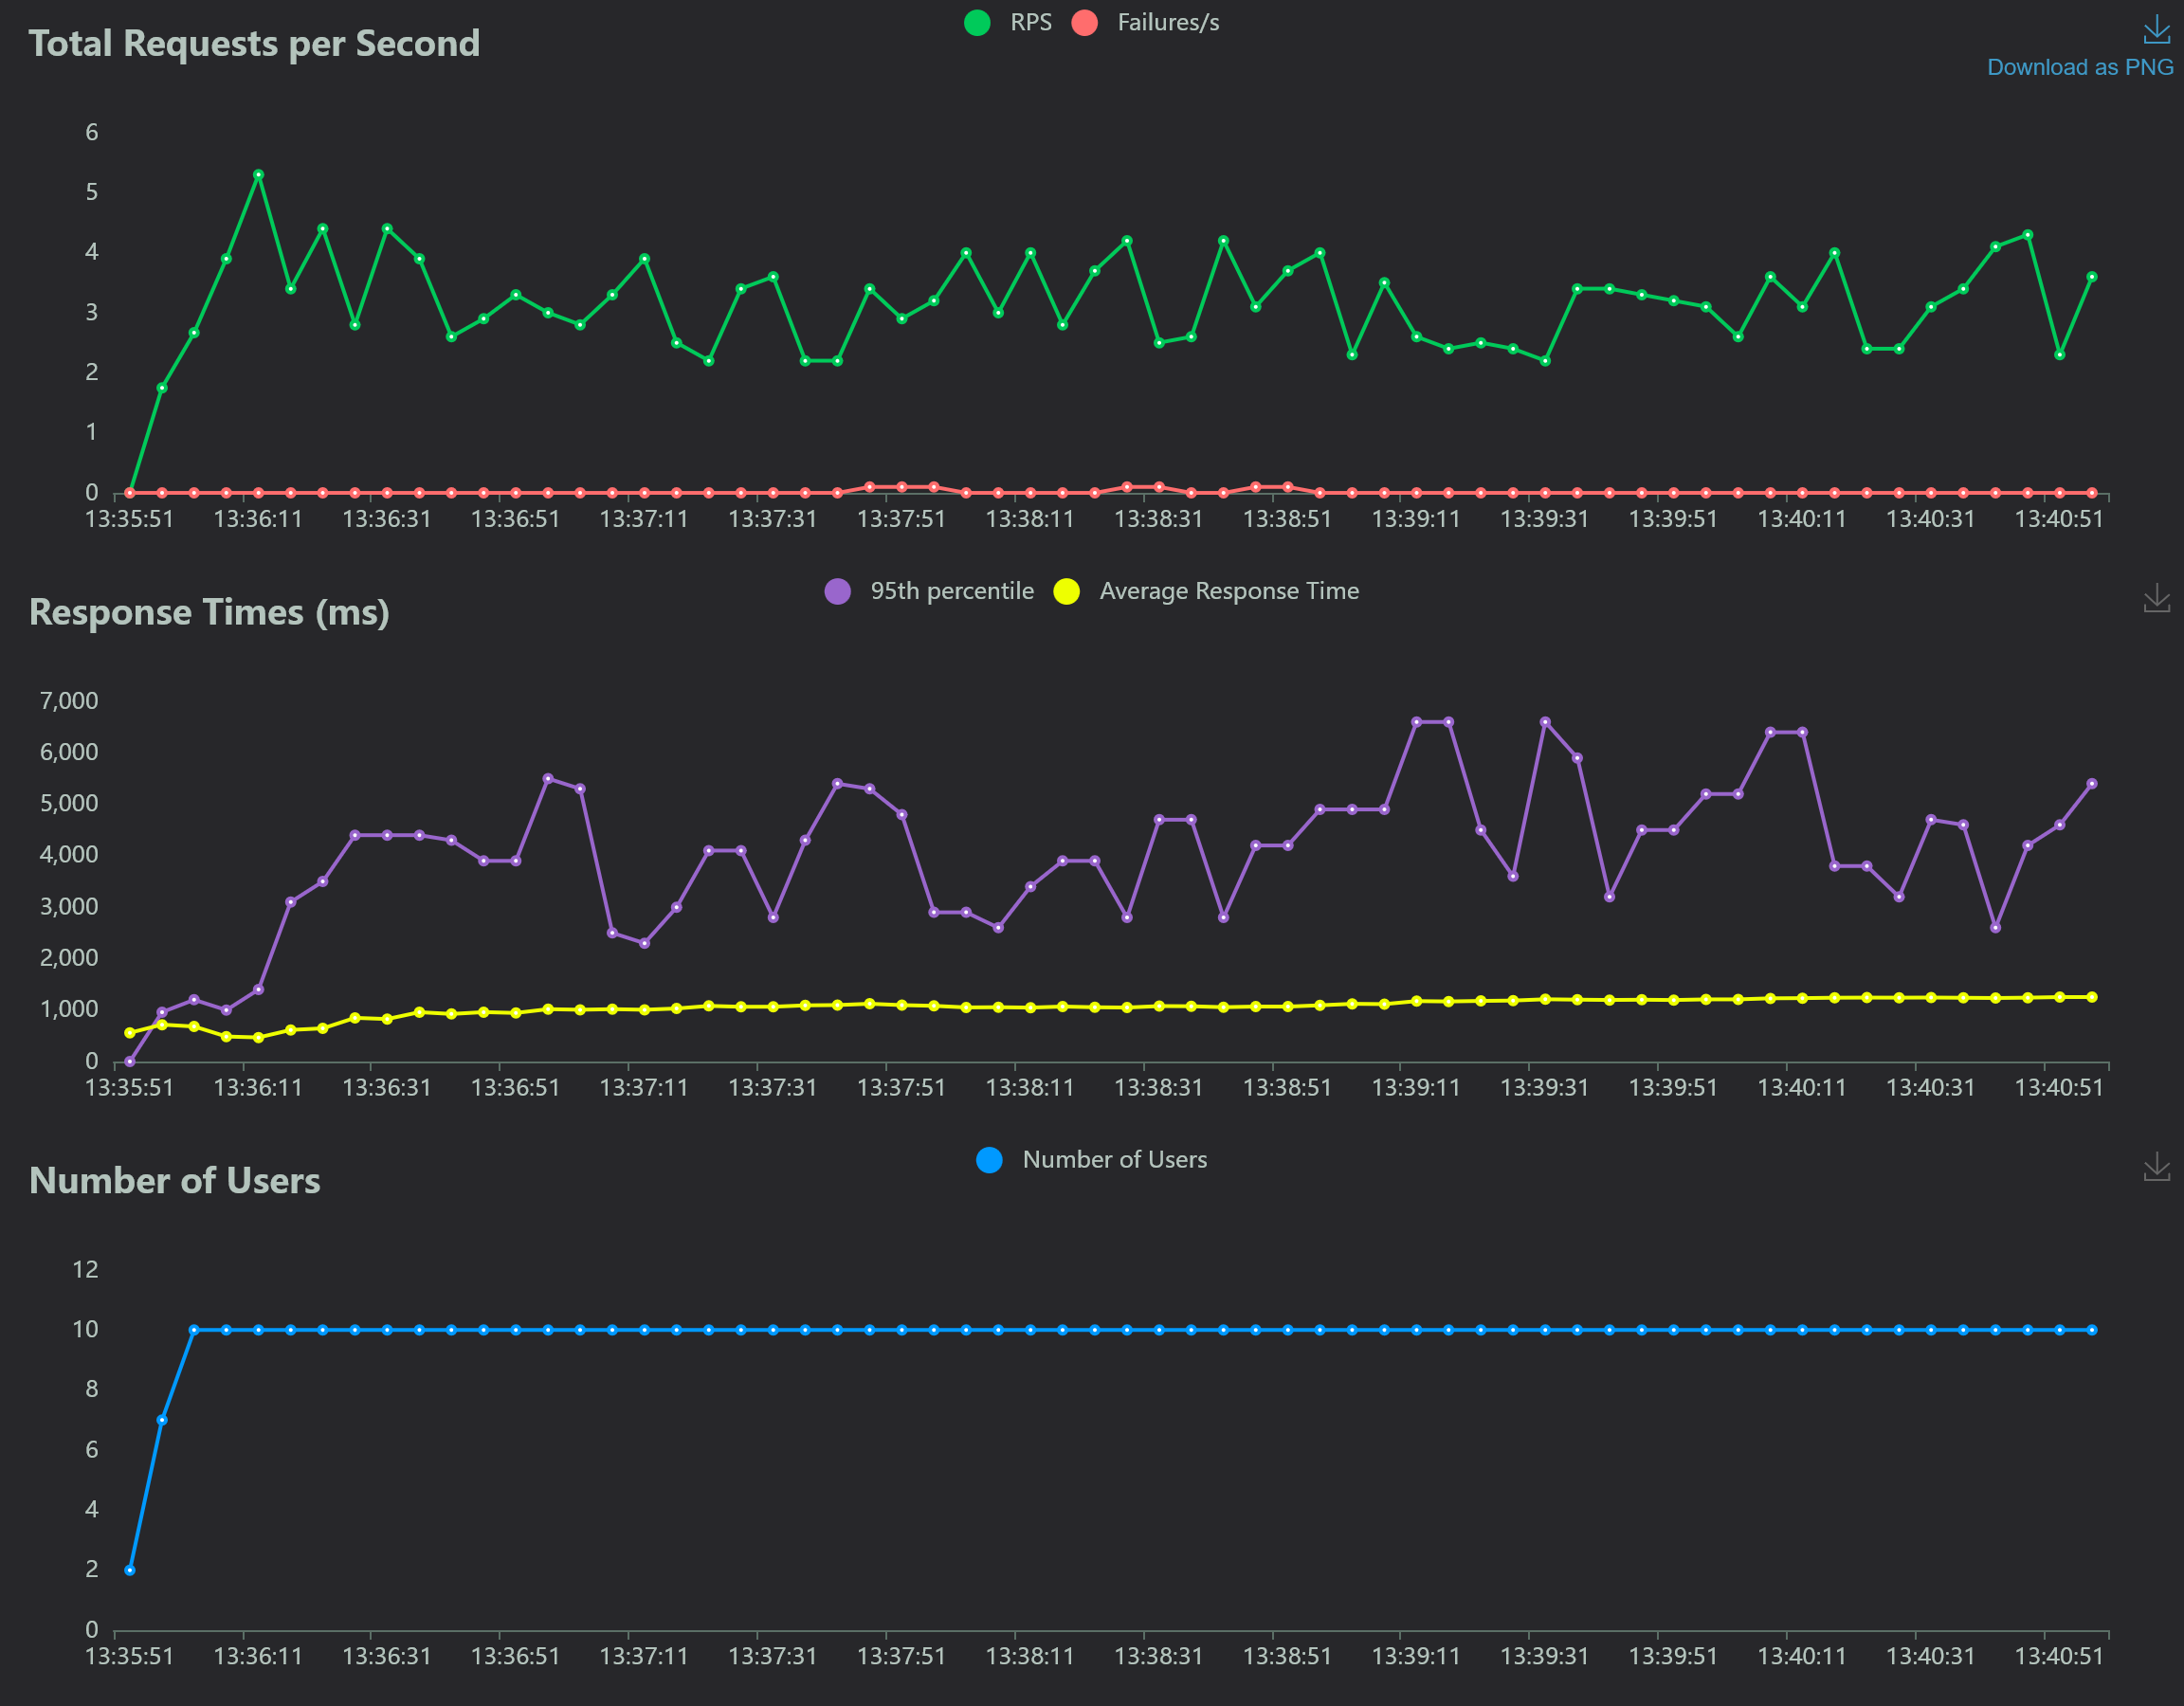 RPS Failures/s
Total Requests per Second
Download as PNG
6
5
4
3
2
1
0
13:35:51 13:36:11 13:36:31 13:36:51 13:37:11 13:37:31 13:37:51 13:38:11 13:38:31 13:38:51 13:39:11 13:39:31 13:39:51 13:40:11 13:40:31 13:40:51
95th percentile Average Response Time
Response Times (ms)
7,000
6,000
5,000
4,000
3,000
2,000
1,000
0
13:35:51 13:36:11 13:36:31 13:36:51 13:37:11 13:37:31 13:37:51 13:38:11 13:38:31 13:38:51 13:39:11 13:39:31 13:39:51 13:40:11 13:40:31 13:40:51
Number of Users
Number of Users
12
10
8
6
4
2
0
13:35:51 13:36:11 13:36:31 13:36:51 13:37:11 13:37:31 13:37:51 13:38:11 13:38:31 13:38:51 13:39:11 13:39:31 13:39:51 13:40:11 13:40:31 13:40:51